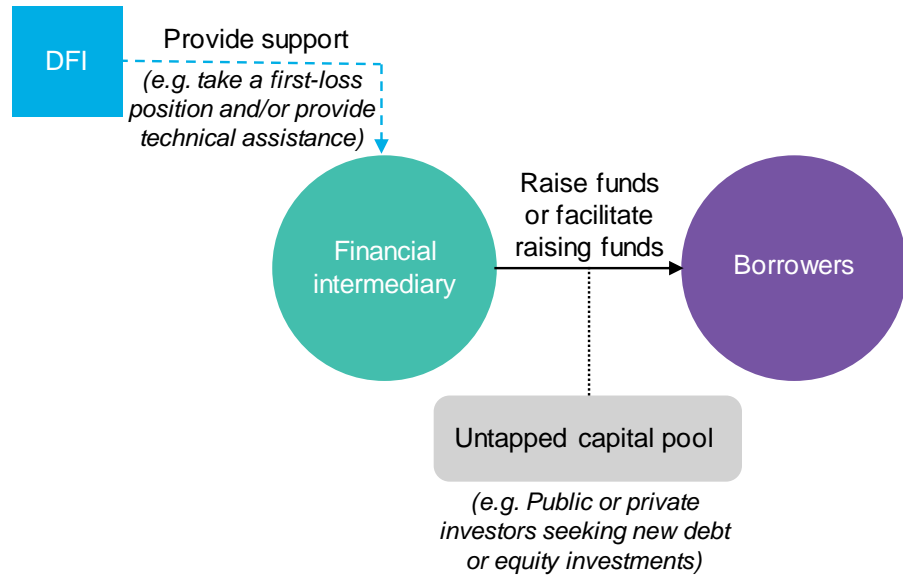 DFI
Provide support
(e.g. take a first-loss
position and/or provide
technical assistance)
Financial
intermediary
Raise funds
or facilitate
raising funds
Borrowers
Untapped capital pool
(e.g. Public or private
investors seeking new debt
or equity investments)